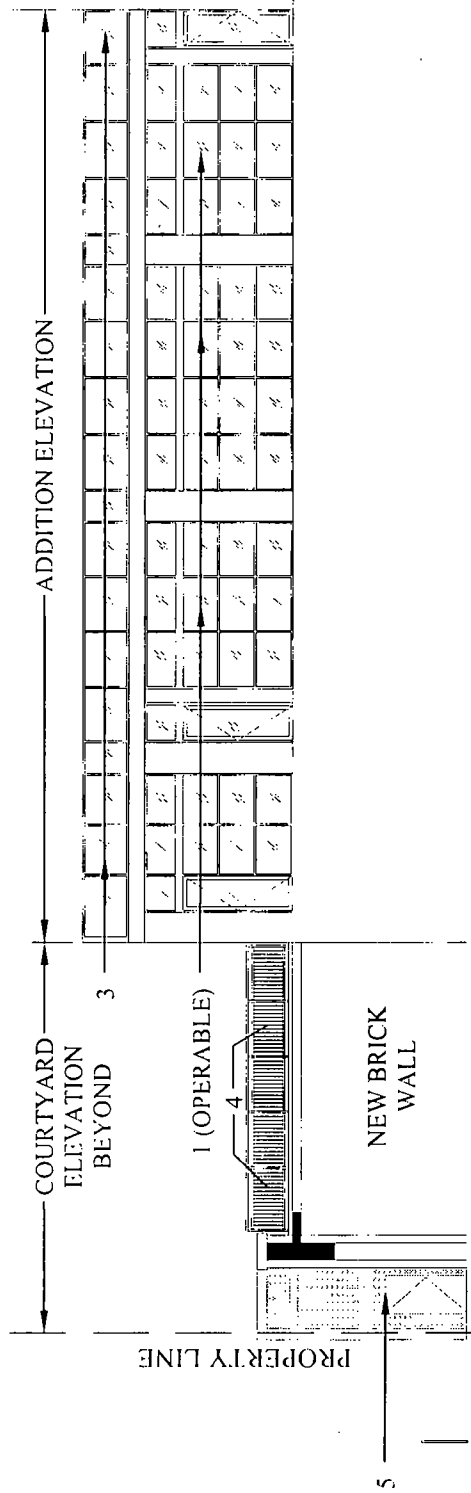 COURTYARD
ELEVATION
BEYOND
ADDITION ELEVATION
3
1 (OPERABLE)
4
NEW BRICK
WALL
PROPERTY LINE
5